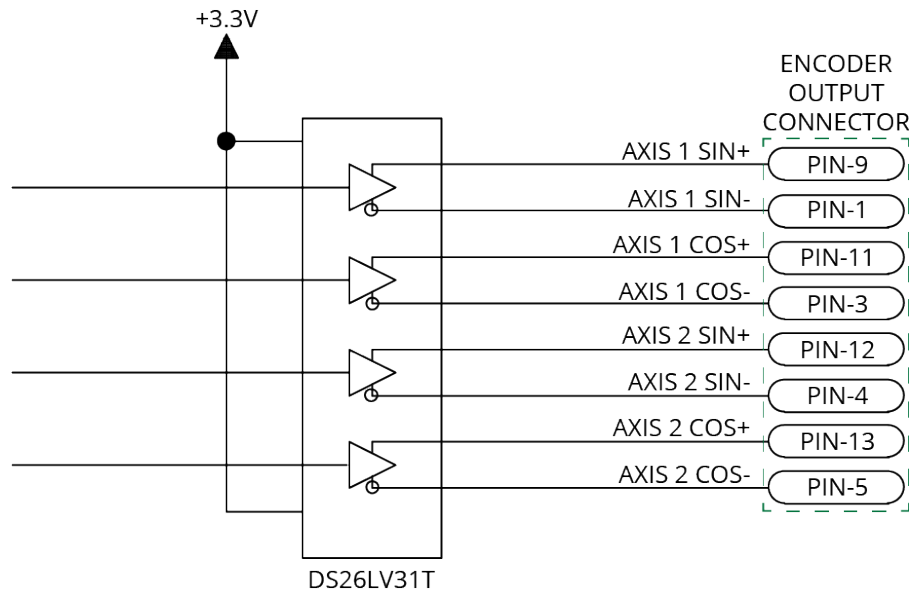 +3.3V
ENCODER
OUTPUT
CONNECTOR
AXIS 1 SIN+
PIN-9
AXIS 1 SIN-
PIN-1
AXIS 1 COS+
PIN-11
AXIS 1 COS-
PIN-3
AXIS 2 SIN+
PIN-12
AXIS 2 SIN-
PIN-4
AXIS 2 COS+
PIN-13
AXIS 2 COS-
PIN-5
DS26LV31T